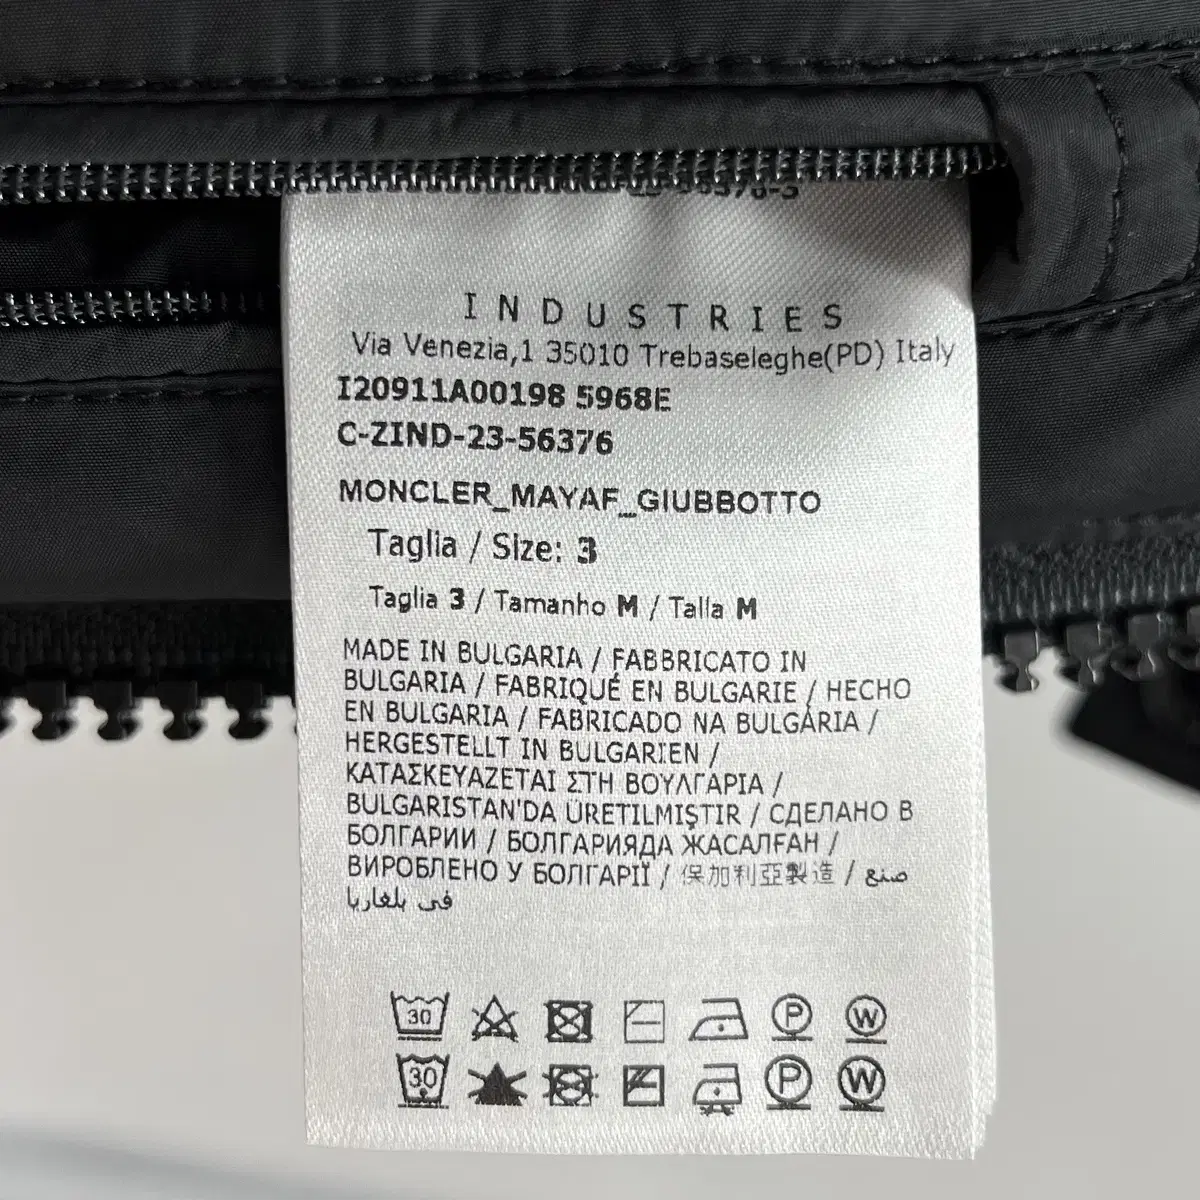 INDUSTRIES
Via Venezia,1 35010 Trebaseleghe(PD) Italy
I20911A00198 5968E
C-ZIND-23-56376
MONCLER_MAYAF_GIUBBOTTO
Taglia / Size: 3
Taglia 3 / Tamanho M / Talla M
MADE IN BULGARIA / FABBRICATO IN
BULGARIA / FABRIQUÉ EN BULGARIE / HECHO
EN BULGARIA / FABRICADO NA BULGÁRIA /
HERGESTELLT IN BULGARIEN /
ΚΑΤΑΣΚΕΥΑΖΕΤΑΙ ΣΤΗ ΒΟΥΛΓΑΡΙΑ /
BULGARISTAN'DA ÜRETILMIŞTIR / СДЕЛАНО В
БОЛГАРИИ / БОЛГАРИЯДА ЖАСАЛҒАН /
ВИРОБЛЕНО У БОЛГАРІЇ / 保加利亞製造 / صنع
في بلغاريا
30 P W
30 P W